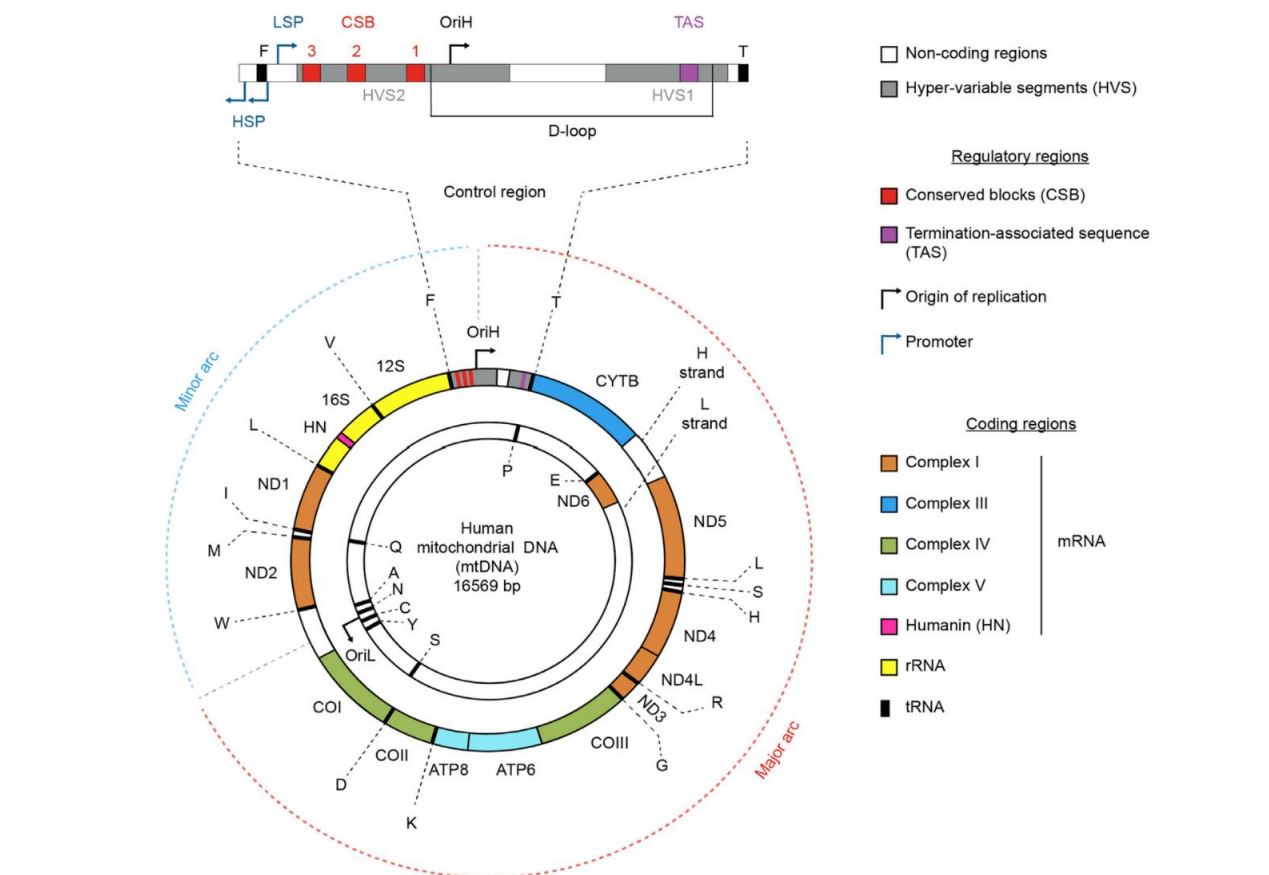 LSP
CSB
OriH
TAS
F
3
2
1
T
HVS2
HVS1
HSP
D-loop
Control region
Non-coding regions
Hyper-variable segments (HVS)
Regulatory regions
Conserved blocks (CSB)
Termination-associated sequence
(TAS)
Origin of replication
Promoter
Coding regions
Complex I
Complex III
Complex IV
Complex V
Humanin (HN)
rRNA
tRNA
mRNA
Minor arc
Major arc
F
T
OriH
V
12S
16S
HN
L
ND1
I
M
ND2
W
CYTB
H
strand
L
strand
ND5
L
S
H
ND4
ND4L
R
ND3
G
COIII
ATP6
ATP8
K
COII
D
COI
P
E
ND6
Q
A
N
C
Y
S
OriL
Human
mitochondrial DNA
(mtDNA)
16569 bp